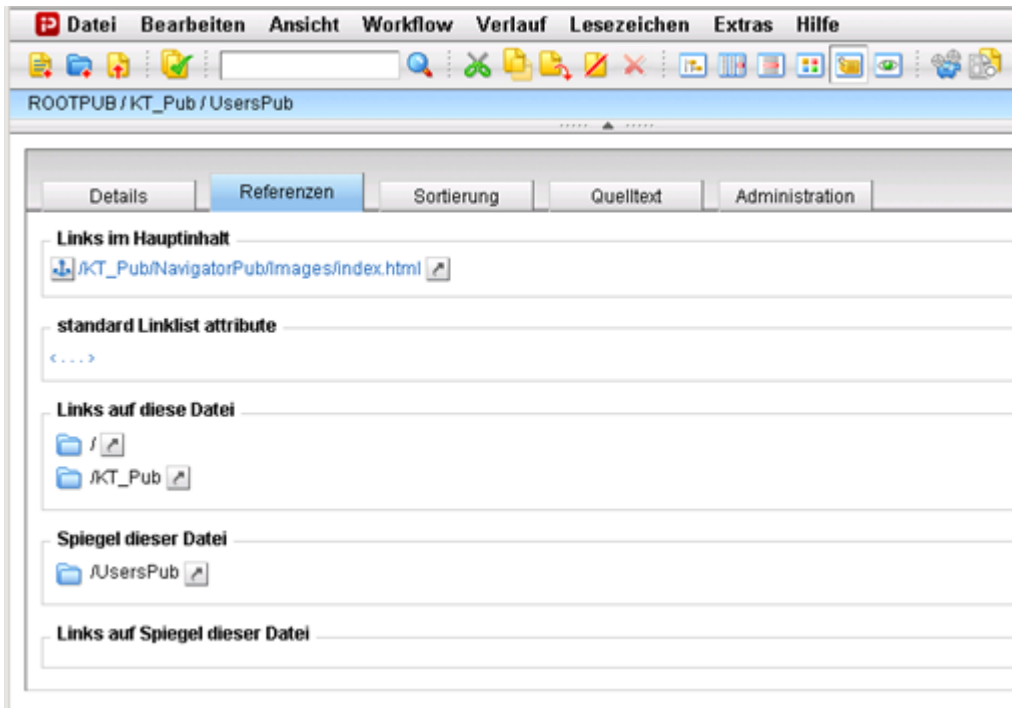 Datei Bearbeiten Ansicht Workflow Verlauf Lesezeichen Extras Hilfe
ROOTPUB / KT_Pub / UsersPub
Details Referenzen Sortierung Quelltext Administration
Links im Hauptinhalt
/KT_Pub/NavigatorPub/Images/index.html
standard Linklist attribute
<...>
Links auf diese Datei
/
/KT_Pub
Spiegel dieser Datei
/UsersPub
Links auf Spiegel dieser Datei